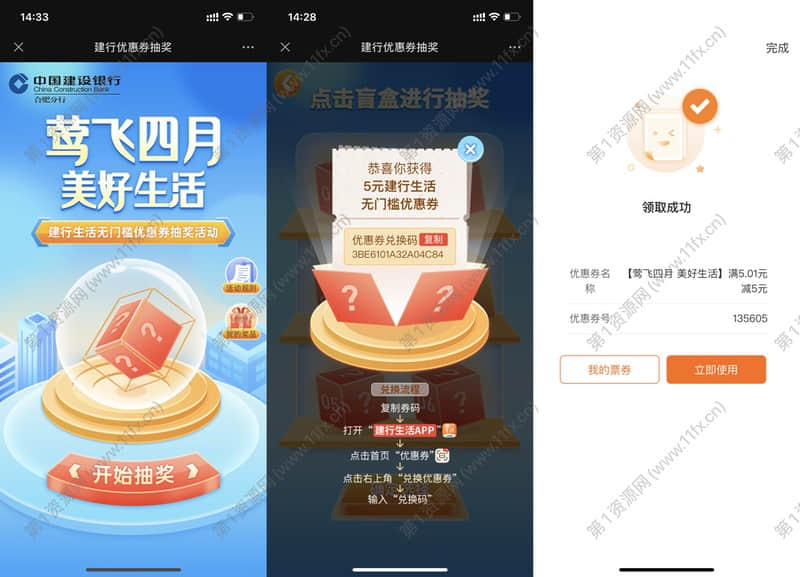 14:33
建行优惠券抽奖
中国建设银行
China Construction Bank
合肥分行
莺飞四月
美好生活
建行生活无门槛优惠券抽奖活动
活动规则
我的奖品
开始抽奖
14:28
建行优惠券抽奖
点击盲盒进行抽奖
恭喜你获得
5元建行生活
无门槛优惠券
优惠券兑换码 复制
3BE6101A32A04C84
兑换流程
复制券码
打开“建行生活APP”
点击首页“优惠券”
点击右上角“兑换优惠券”
输入“兑换码”
完成
领取成功
优惠券名称 【莺飞四月 美好生活】满5.01元减5元
优惠券号 135605
我的票券 立即使用
第1资源网 (www.11fx.cn)